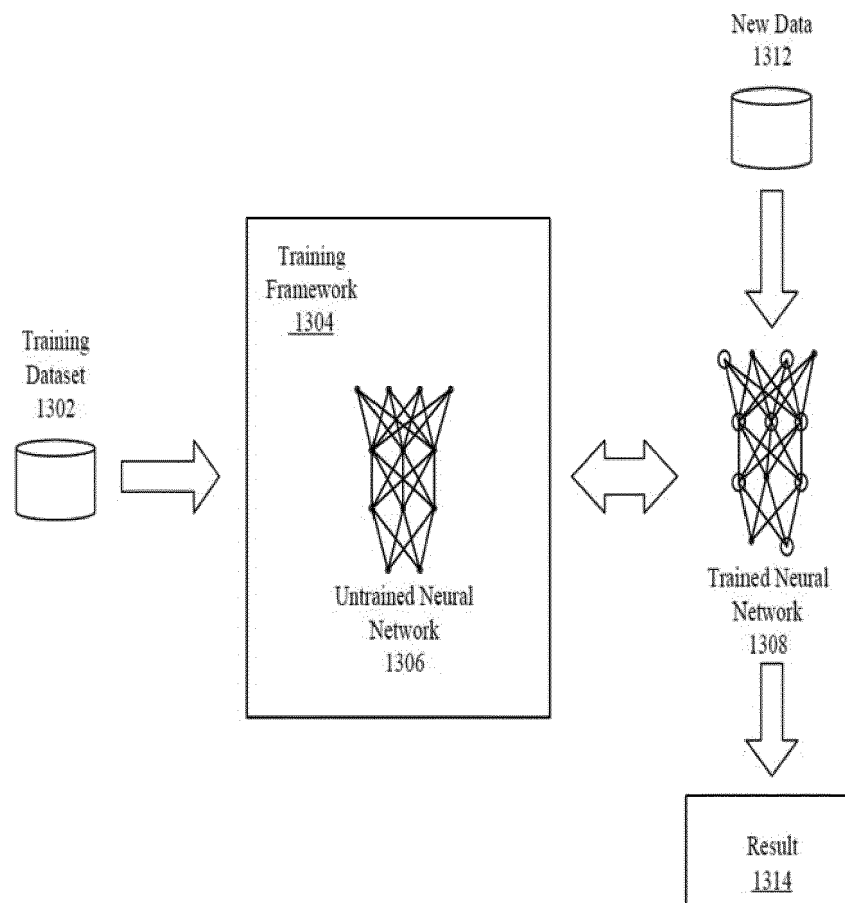 New Data
1312
Training
Framework
1304
Training
Dataset
1302
Untrained Neural
Network
1306
Trained Neural
Network
1308
Result
1314